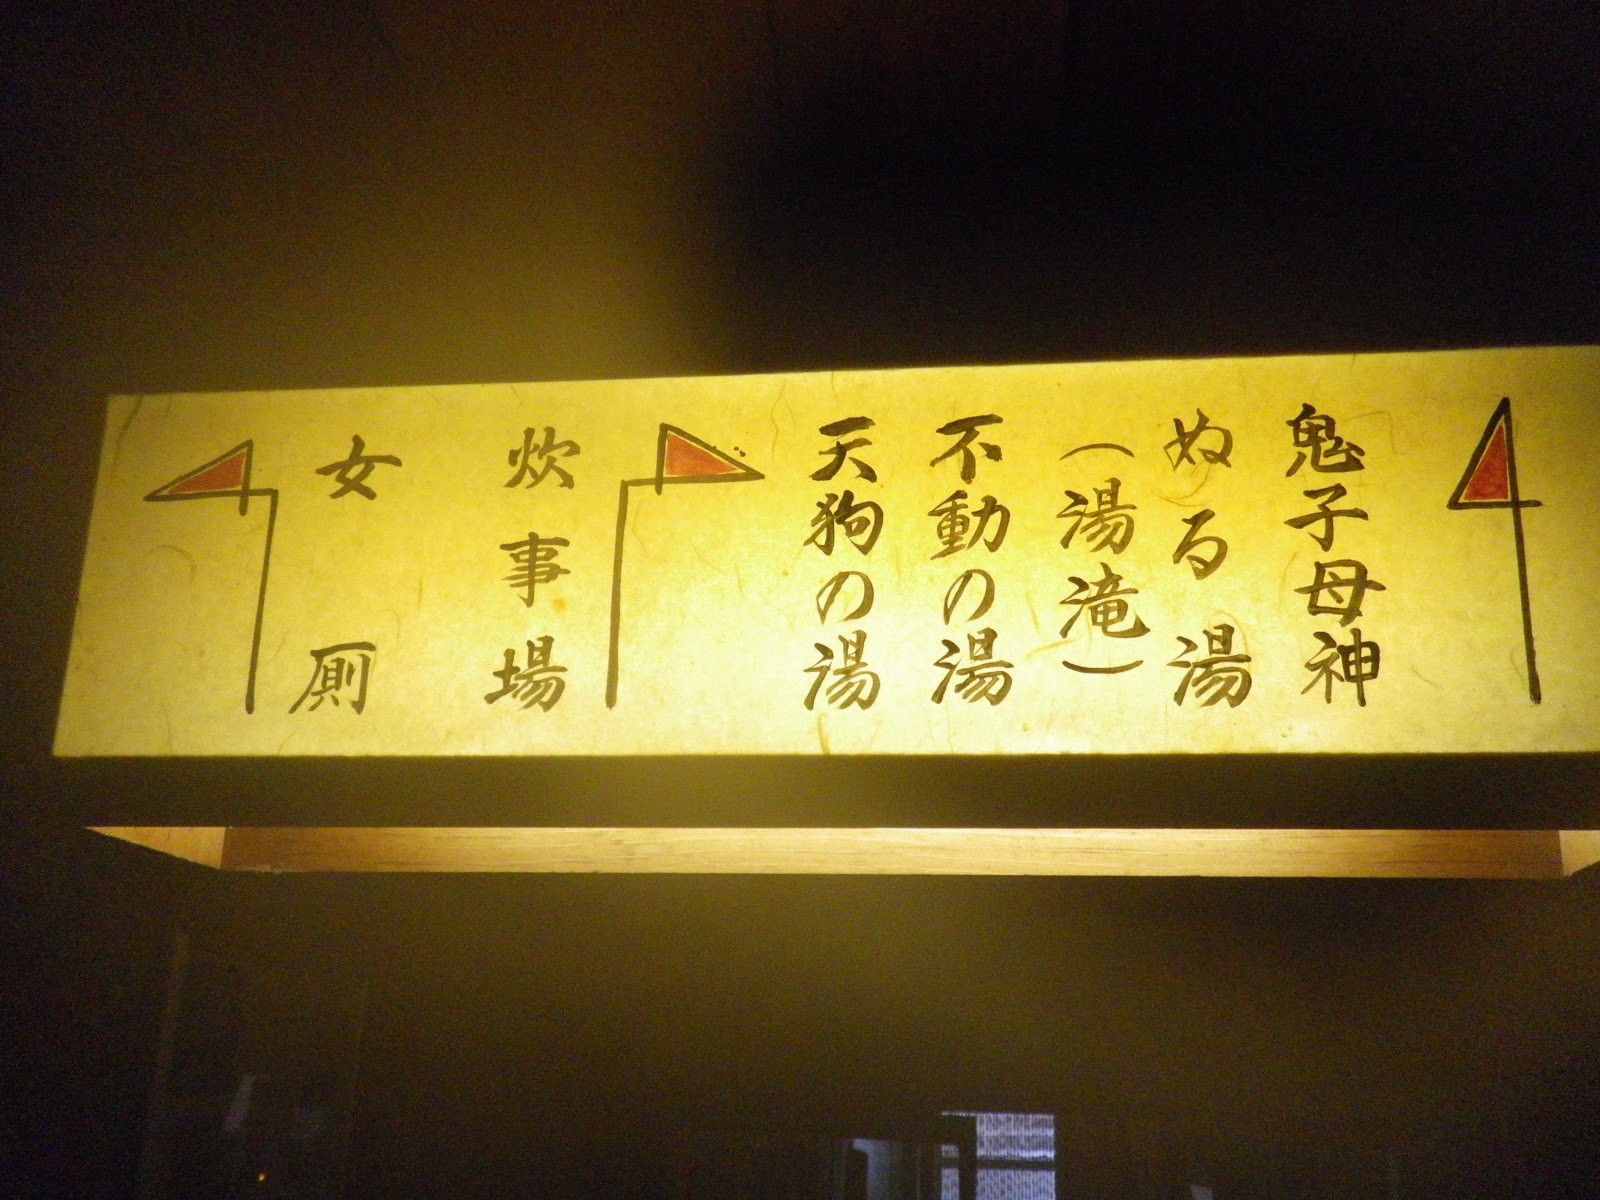 鬼子母神
ぬる湯
(湯滝)
不動の湯
天狗の湯
炊事場
女厠